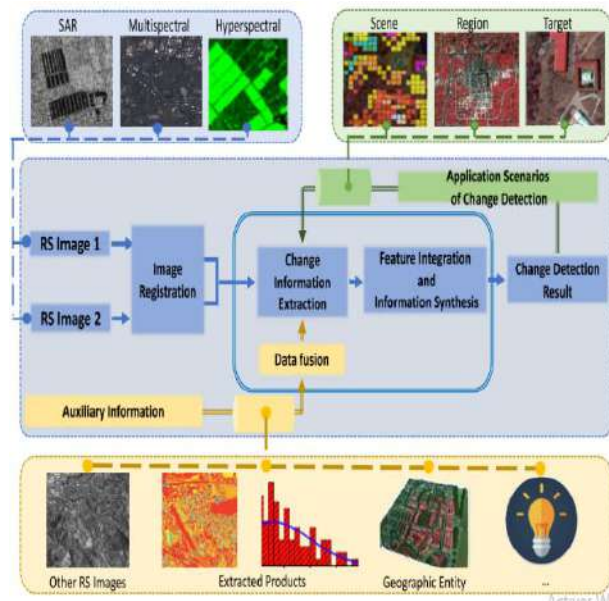 SAR Multispectral Hyperspectral
Scene Region Target
Application Scenarios
of Change Detection
RS Image 1
RS Image 2
Image
Registration
Change
Information
Extraction
Feature Integration
and
Information Synthesis
Change Detection
Result
Data fusion
Auxiliary Information
Other RS Images Extracted Products Geographic Entity ...